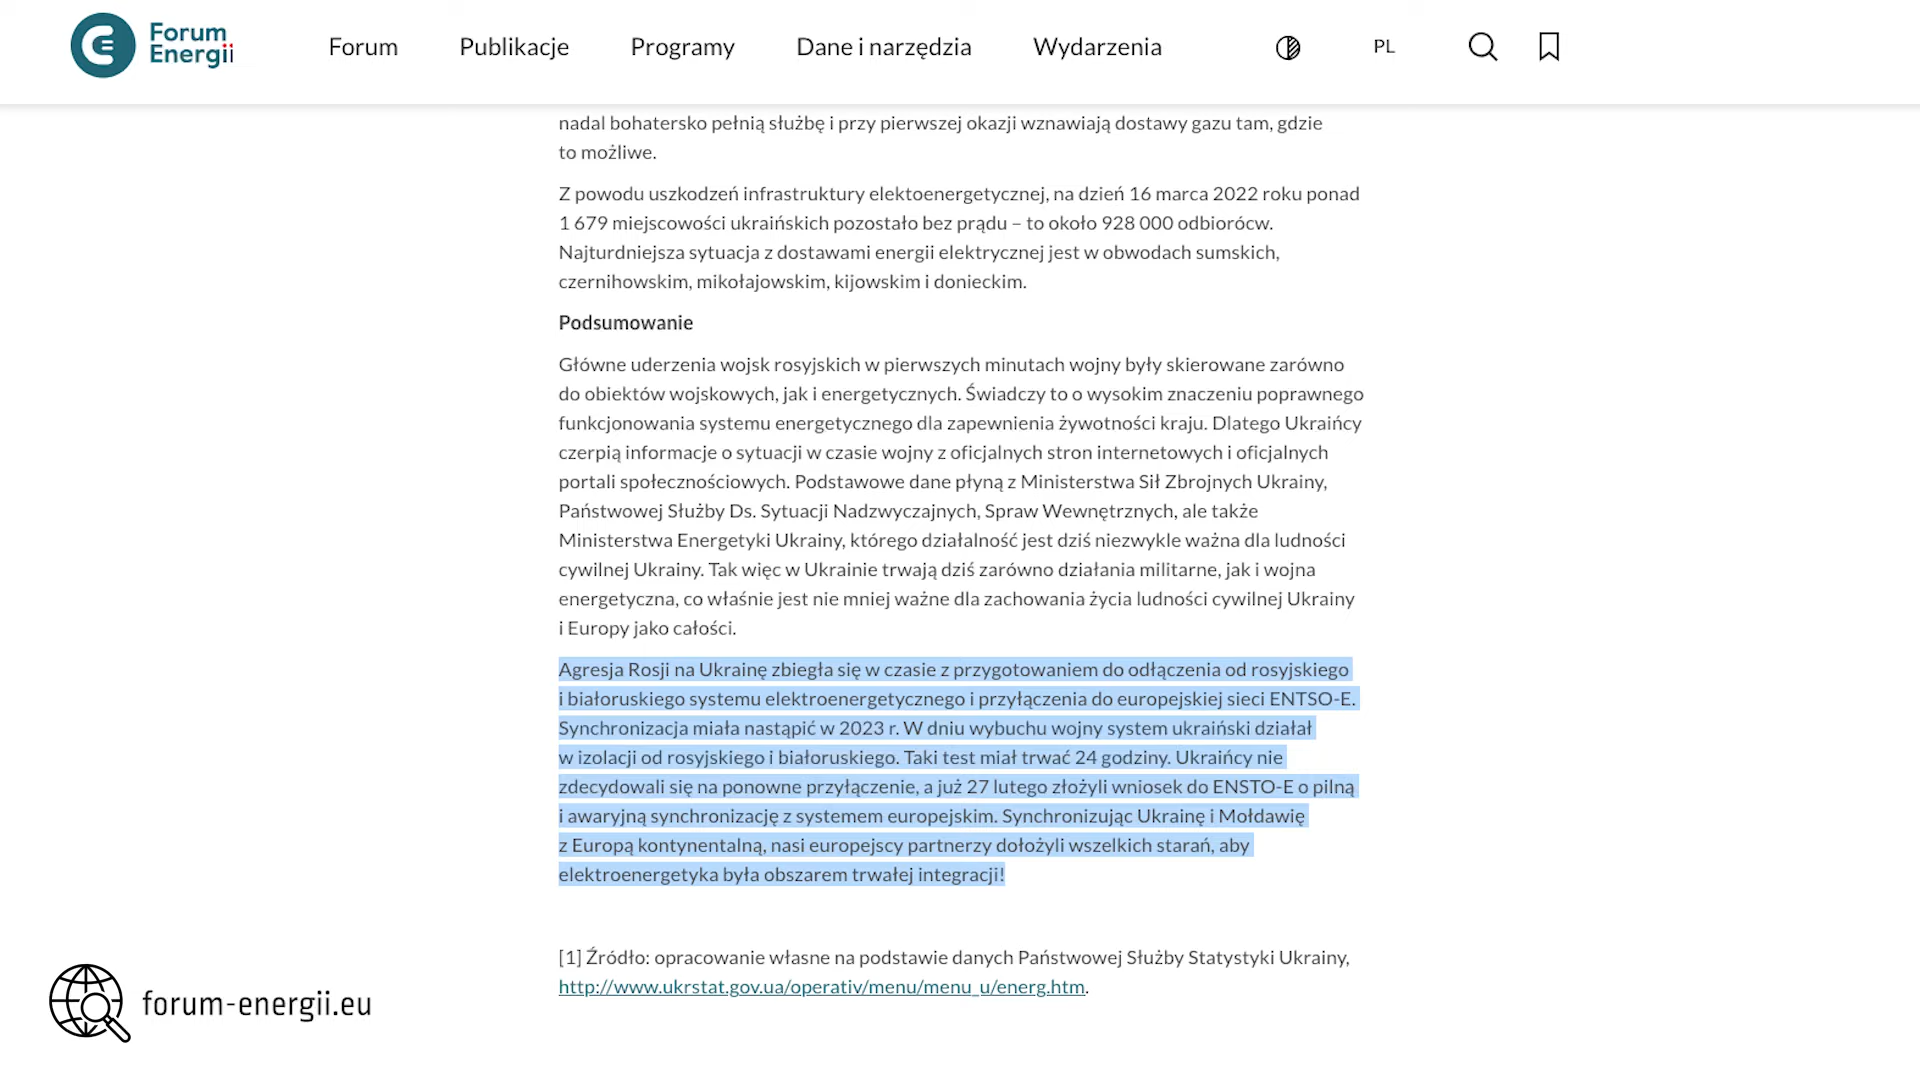 Forum
Energii
Forum
Publikacje
Programy
Dane i narzędzia
Wydarzenia
PL
nadal bohatersko pełnią służbę i przy pierwszej okazji wznawiają dostawy gazu tam, gdzie
to możliwe.
Z powodu uszkodzeń infrastruktury elektoenergetycznej, na dzień 16 marca 2022 roku ponad
1 679 miejscowości ukraińskich pozostało bez prądu – to około 928 000 odbiorócw.
Najturdniejsza sytuacja z dostawami energii elektrycznej jest w obwodach sumskich,
czernihowskim, mikołajowskim, kijowskim i donieckim.
Podsumowanie
Główne uderzenia wojsk rosyjskich w pierwszych minutach wojny były skierowane zarówno
do obiektów wojskowych, jak i energetycznych. Świadczy to o wysokim znaczeniu poprawnego
funkcjonowania systemu energetycznego dla zapewnienia żywotności kraju. Dlatego Ukraińcy
czerpią informacje o sytuacji w czasie wojny z oficjalnych stron internetowych i oficjalnych
portali społecznościowych. Podstawowe dane płyną z Ministerstwa Sił Zbrojnych Ukrainy,
Państwowej Służby Ds. Sytuacji Nadzwyczajnych, Spraw Wewnętrznych, ale także
Ministerstwa Energetyki Ukrainy, którego działalność jest dziś niezwykle ważna dla ludności
cywilnej Ukrainy. Tak więc w Ukrainie trwają dziś zarówno działania militarne, jak i wojna
energetyczna, co właśnie jest nie mniej ważne dla zachowania życia ludności cywilnej Ukrainy
i Europy jako całości.
Agresja Rosji na Ukrainę zbiegła się w czasie z przygotowaniem do odłączenia od rosyjskiego
i białoruskiego systemu elektroenergetycznego i przyłączenia do europejskiej sieci ENTSO-E.
Synchronizacja miała nastąpić w 2023 r. W dniu wybuchu wojny system ukraiński działał
w izolacji od rosyjskiego i białoruskiego. Taki test miał trwać 24 godziny. Ukraińcy nie
zdecydowali się na ponowne przyłączenie, a już 27 lutego złożyli wniosek do ENSTO-E o pilną
i awaryjną synchronizację z systemem europejskim. Synchronizując Ukrainę i Mołdawię
z Europą kontynentalną, nasi europejscy partnerzy dołożyli wszelkich starań, aby
elektroenergetyka była obszarem trwałej integracji!
[1] Źródło: opracowanie własne na podstawie danych Państwowej Służby Statystyki Ukrainy,
http://www.ukrstat.gov.ua/operativ/menu/menu_u/energ.htm.
forum-energii.eu